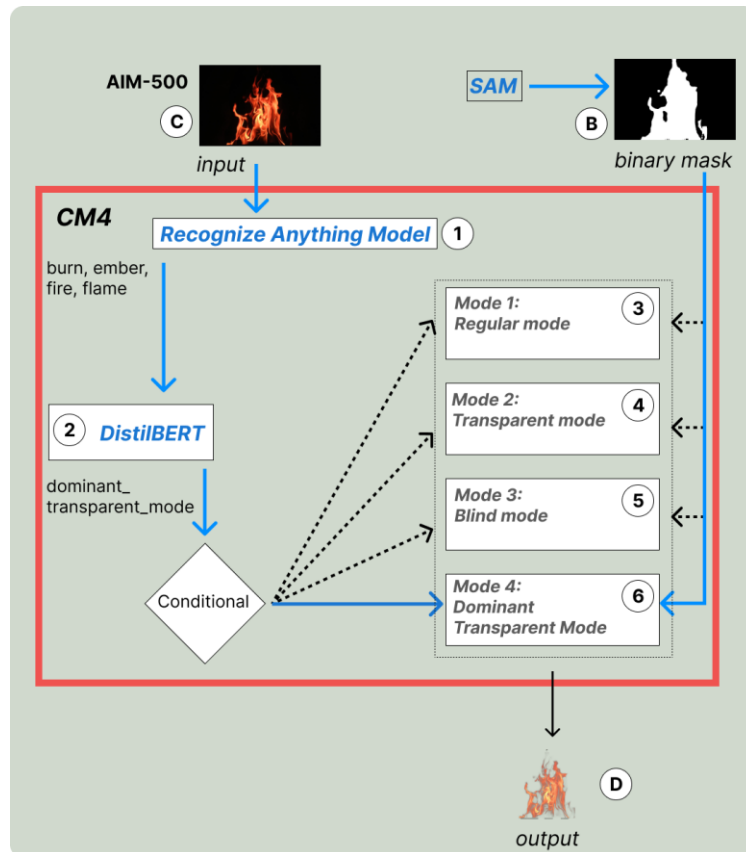 AIM-500
C
input
SAM
B
binary mask
CM4
Recognize Anything Model
1
burn, ember,
fire, flame
2
DistilBERT
dominant_
transparent_mode
Conditional
Mode 1:
Regular mode
3
Mode 2:
Transparent mode
4
Mode 3:
Blind mode
5
Mode 4:
Dominant
Transparent Mode
6
D
output